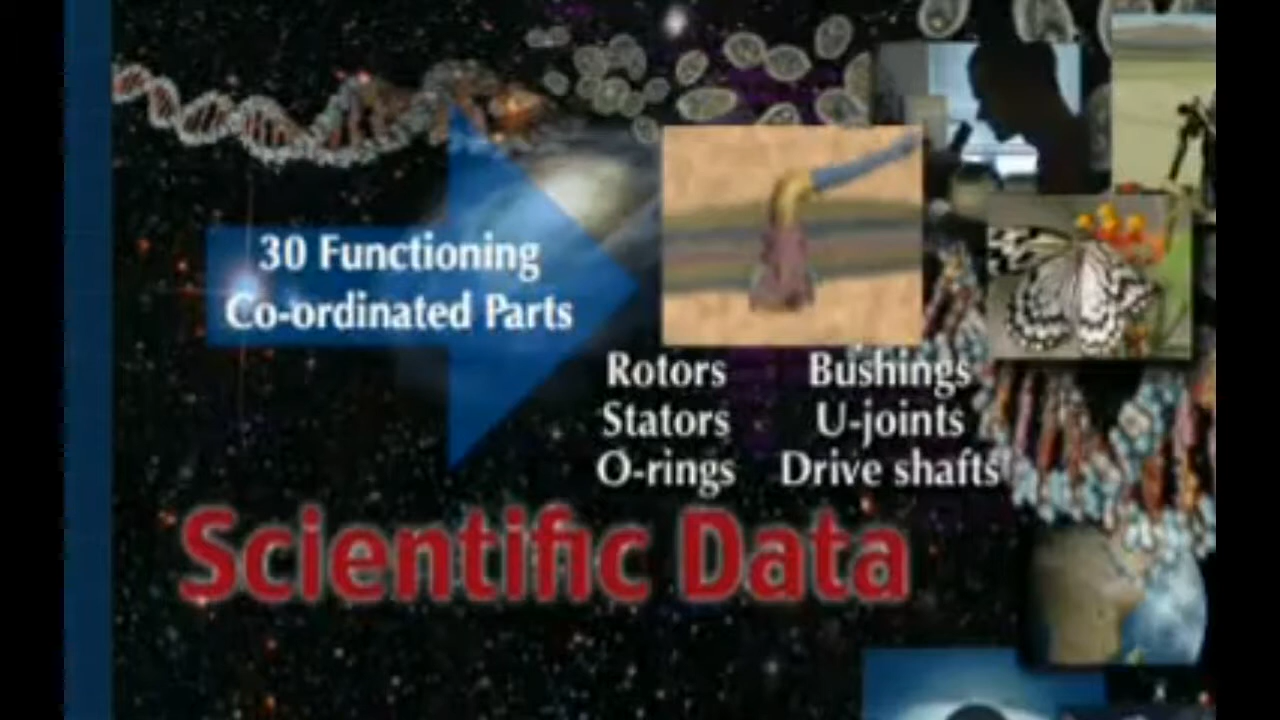 30 Functioning
Co-ordinated Parts
Rotors Bushings
Stators U-joints
O-rings Drive shafts
Scientific Data